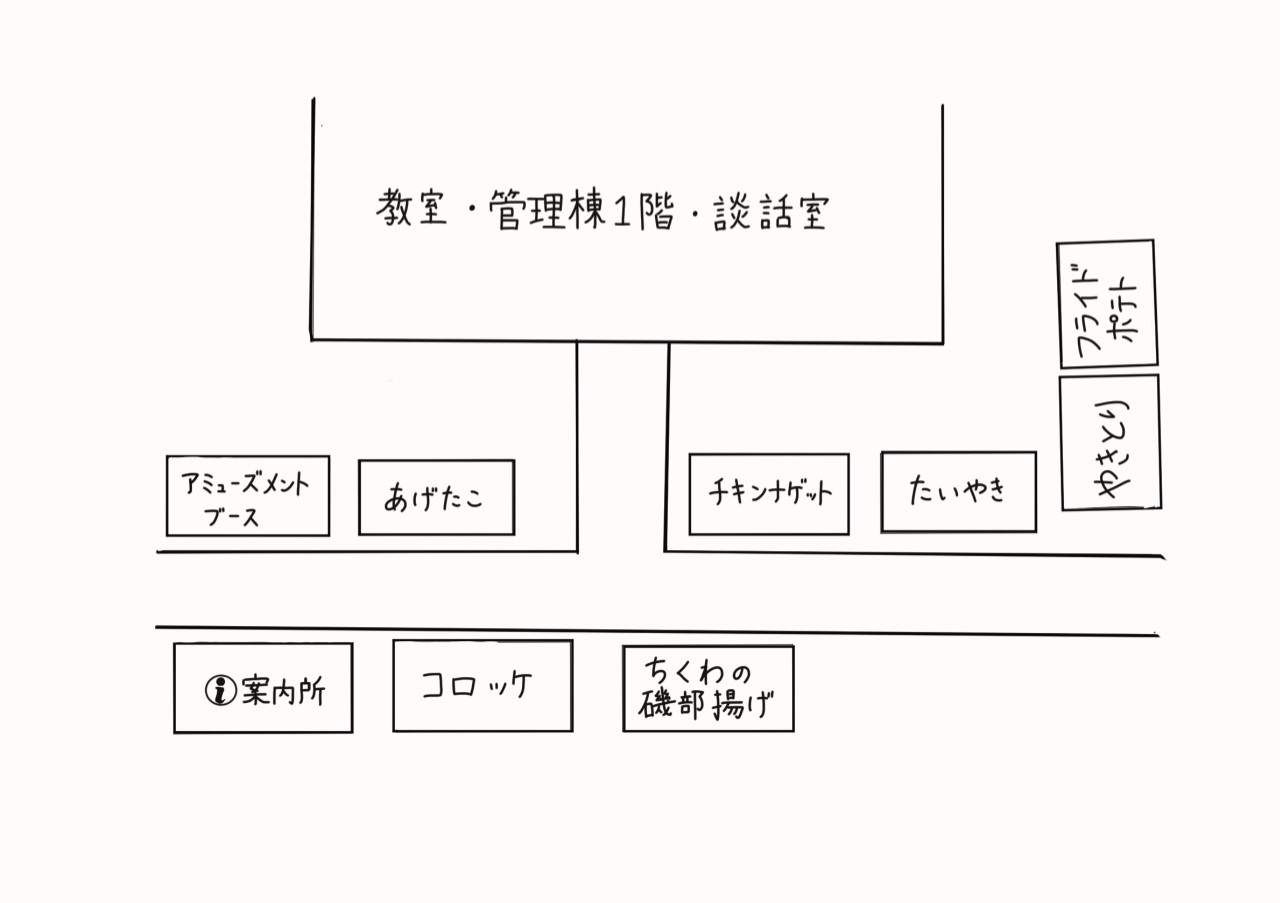 教室・管理棟1階・談話室
フライド
ポテト
やきとり
アミューズメント
ブース
あげたこ
チキンナゲット
たいやき
i案内所
コロッケ
ちくわの
磯部揚げ